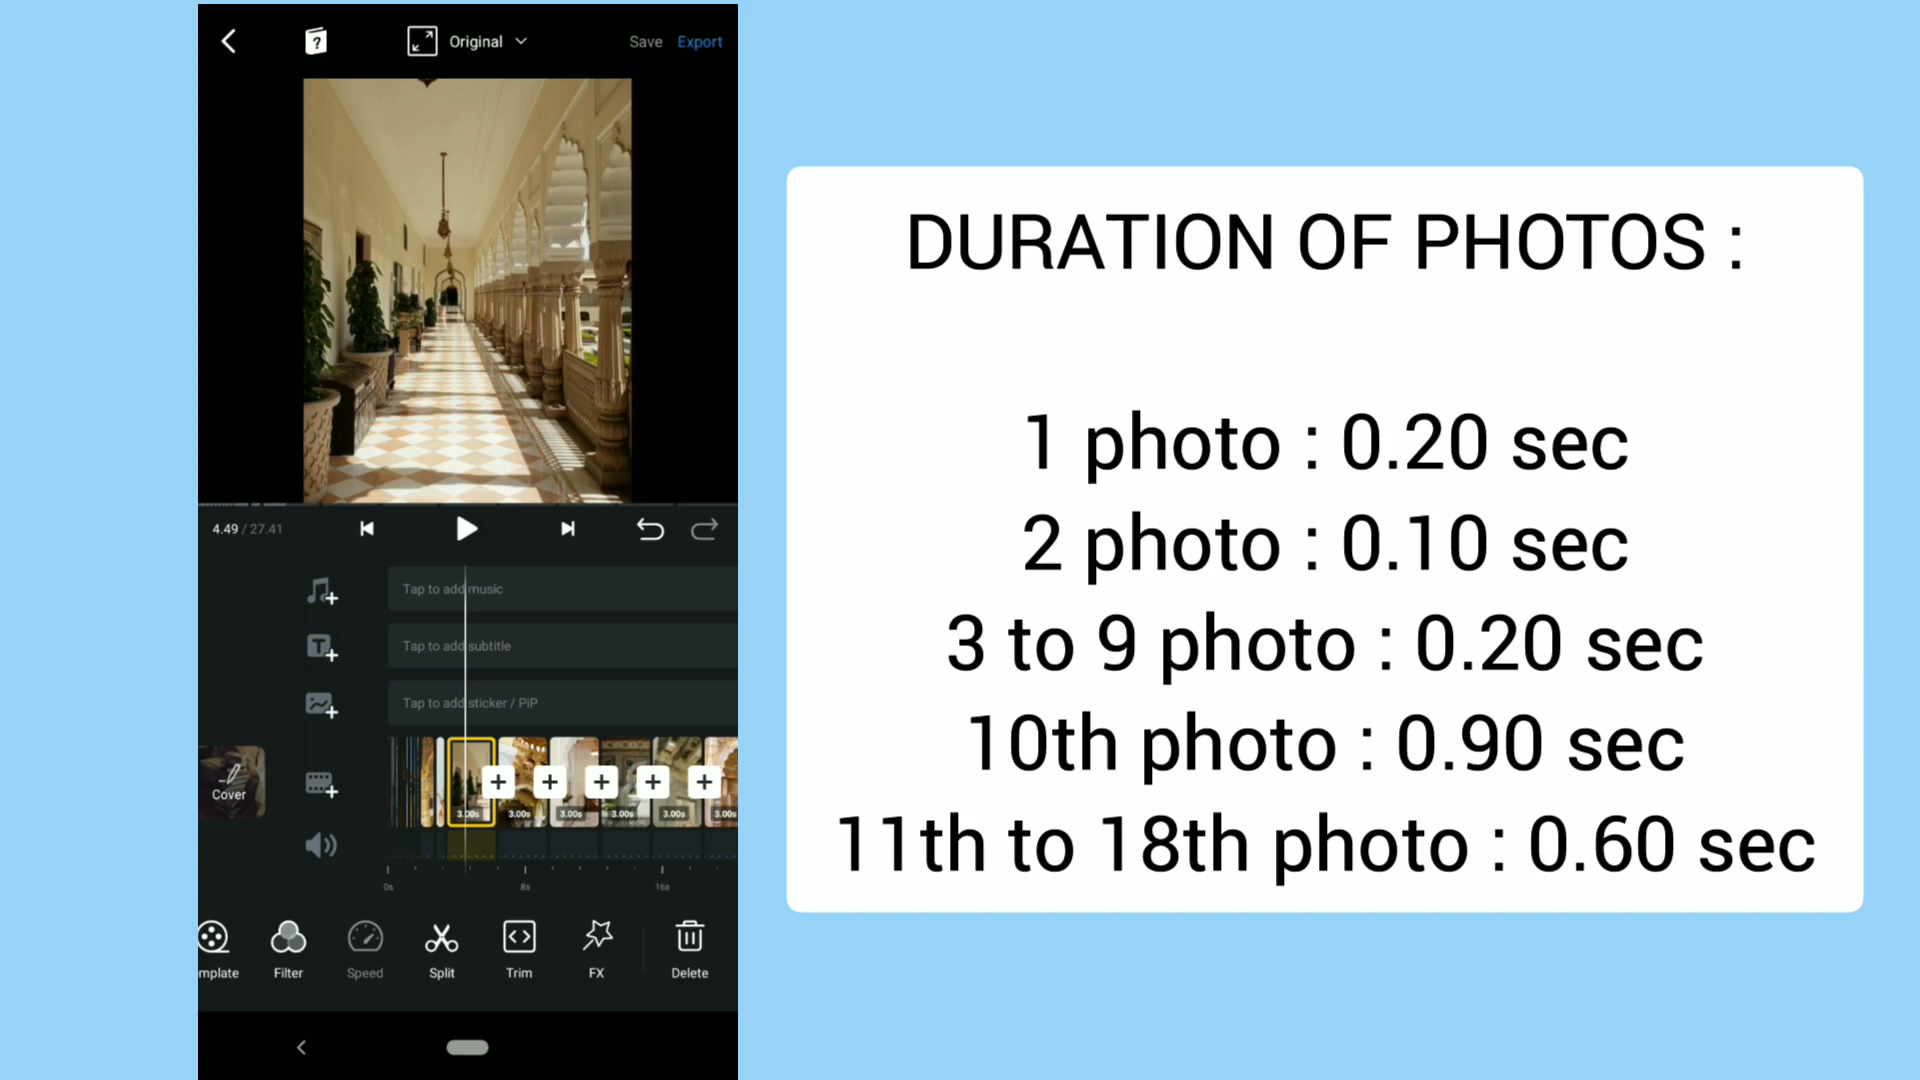 Original
Save
Export
4.49 / 27.41
Tap to add music
Tap to add subtitle
Tap to add sticker / PiP
Cover
3.00s
3.00s
3.00s
3.00s
3.00s
3.00s
0s
8s
16s
mplate
Filter
Speed
Split
Trim
FX
Delete
DURATION OF PHOTOS :
1 photo : 0.20 sec
2 photo : 0.10 sec
3 to 9 photo : 0.20 sec
10th photo : 0.90 sec
11th to 18th photo : 0.60 sec